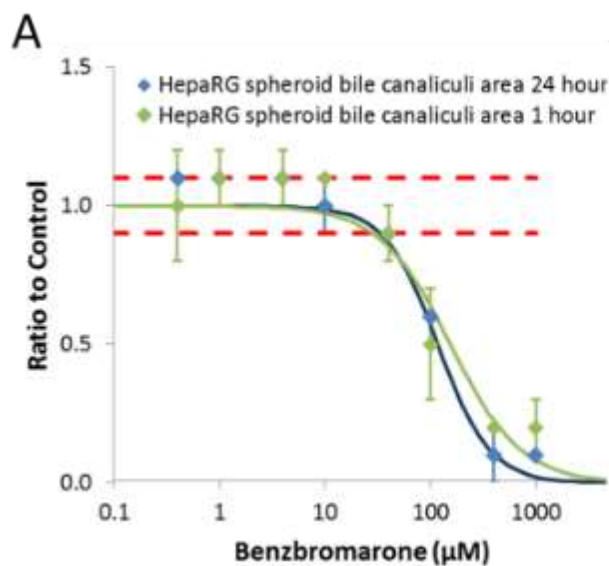 A
1.5
HepaRG spheroid bile canaliculi area 24 hour
HepaRG spheroid bile canaliculi area 1 hour
1.0
Ratio to Control
0.5
0.0
0.1 1 10 100 1000
Benzbromarone (µM)